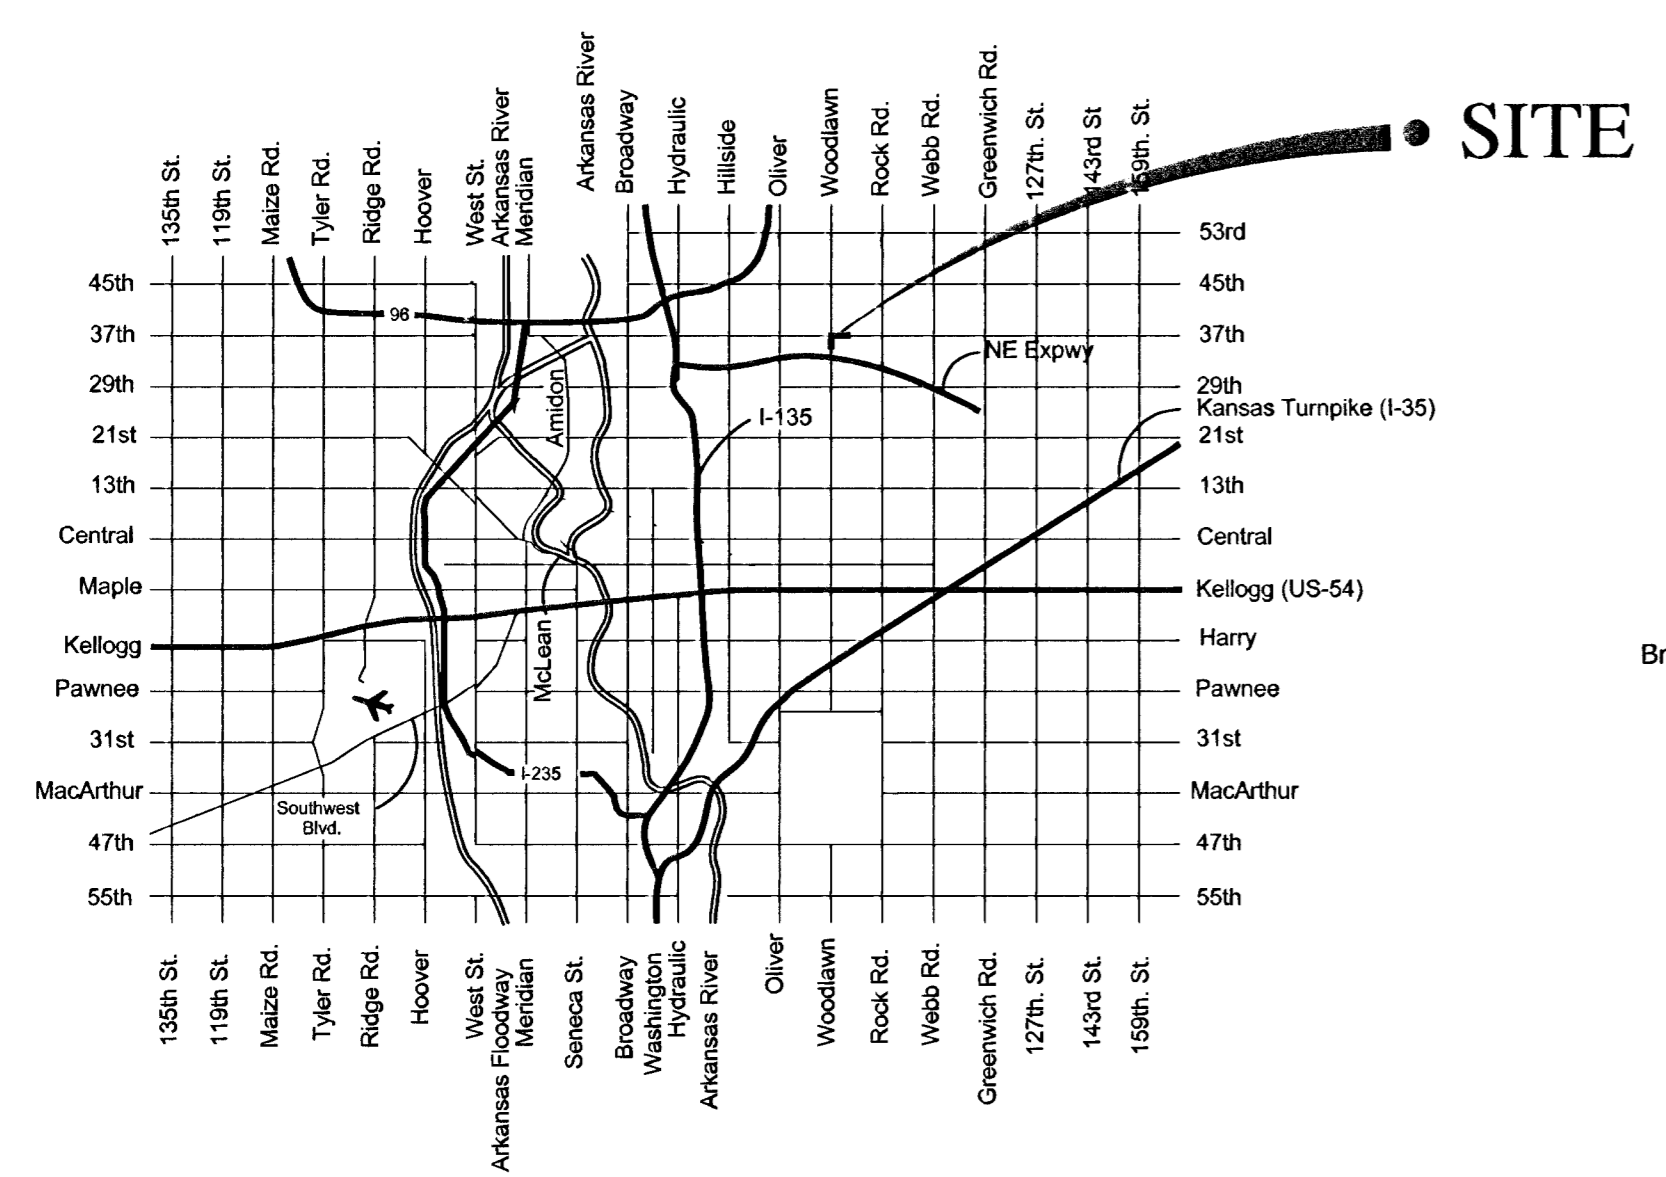 SITE
135th St.
119th St.
Maize Rd.
Tyler Rd.
Ridge Rd.
Hoover
West St.
Arkansas River
Meridian
Arkansas River
Broadway
Hydraulic
Hillside
Oliver
Woodlawn
Rock Rd.
Webb Rd.
Greenwich Rd.
127th. St.
143rd St
159th. St.
53rd
45th
45th
96
37th
37th
NE Expwy
29th
29th
Amidon
Kansas Turnpike (I-35)
I-135
21st
21st
13th
13th
Central
Central
Maple
Kellogg (US-54)
Kellogg
Harry
Br
McLean
Pawnee
Pawnee
31st
31st
I-235
MacArthur
MacArthur
Southwest
Blvd.
47th
47th
55th
55th
135th St.
119th St.
Maize Rd.
Tyler Rd.
Ridge Rd.
Hoover
West St.
Arkansas Floodway
Meridian
Seneca St.
Broadway
Washington
Hydraulic
Arkansas River
Oliver
Woodlawn
Rock Rd.
Webb Rd.
Greenwich Rd.
127th. St.
143rd St.
159th. St.